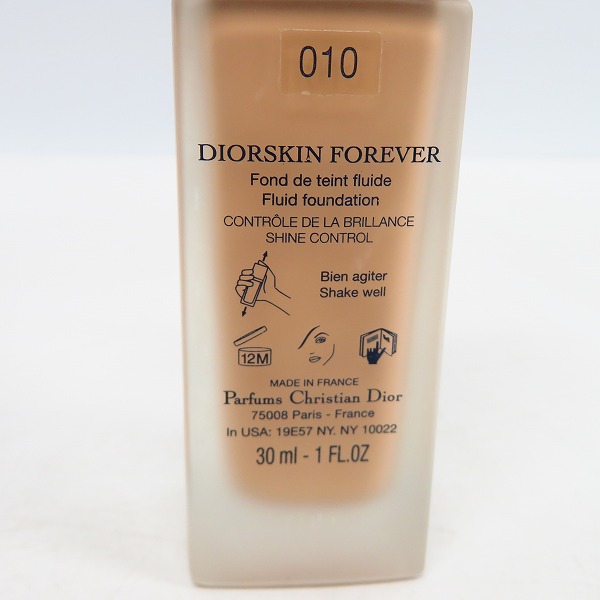 010
DIORSKIN FOREVER
Fond de teint fluide
Fluid foundation
CONTRÔLE DE LA BRILLANCE
SHINE CONTROL
Bien agiter
Shake well
12M
MADE IN FRANCE
Parfums Christian Dior
75008 Paris - France
In USA: 19E57 NY. NY 10022
30 ml - 1 FL.OZ